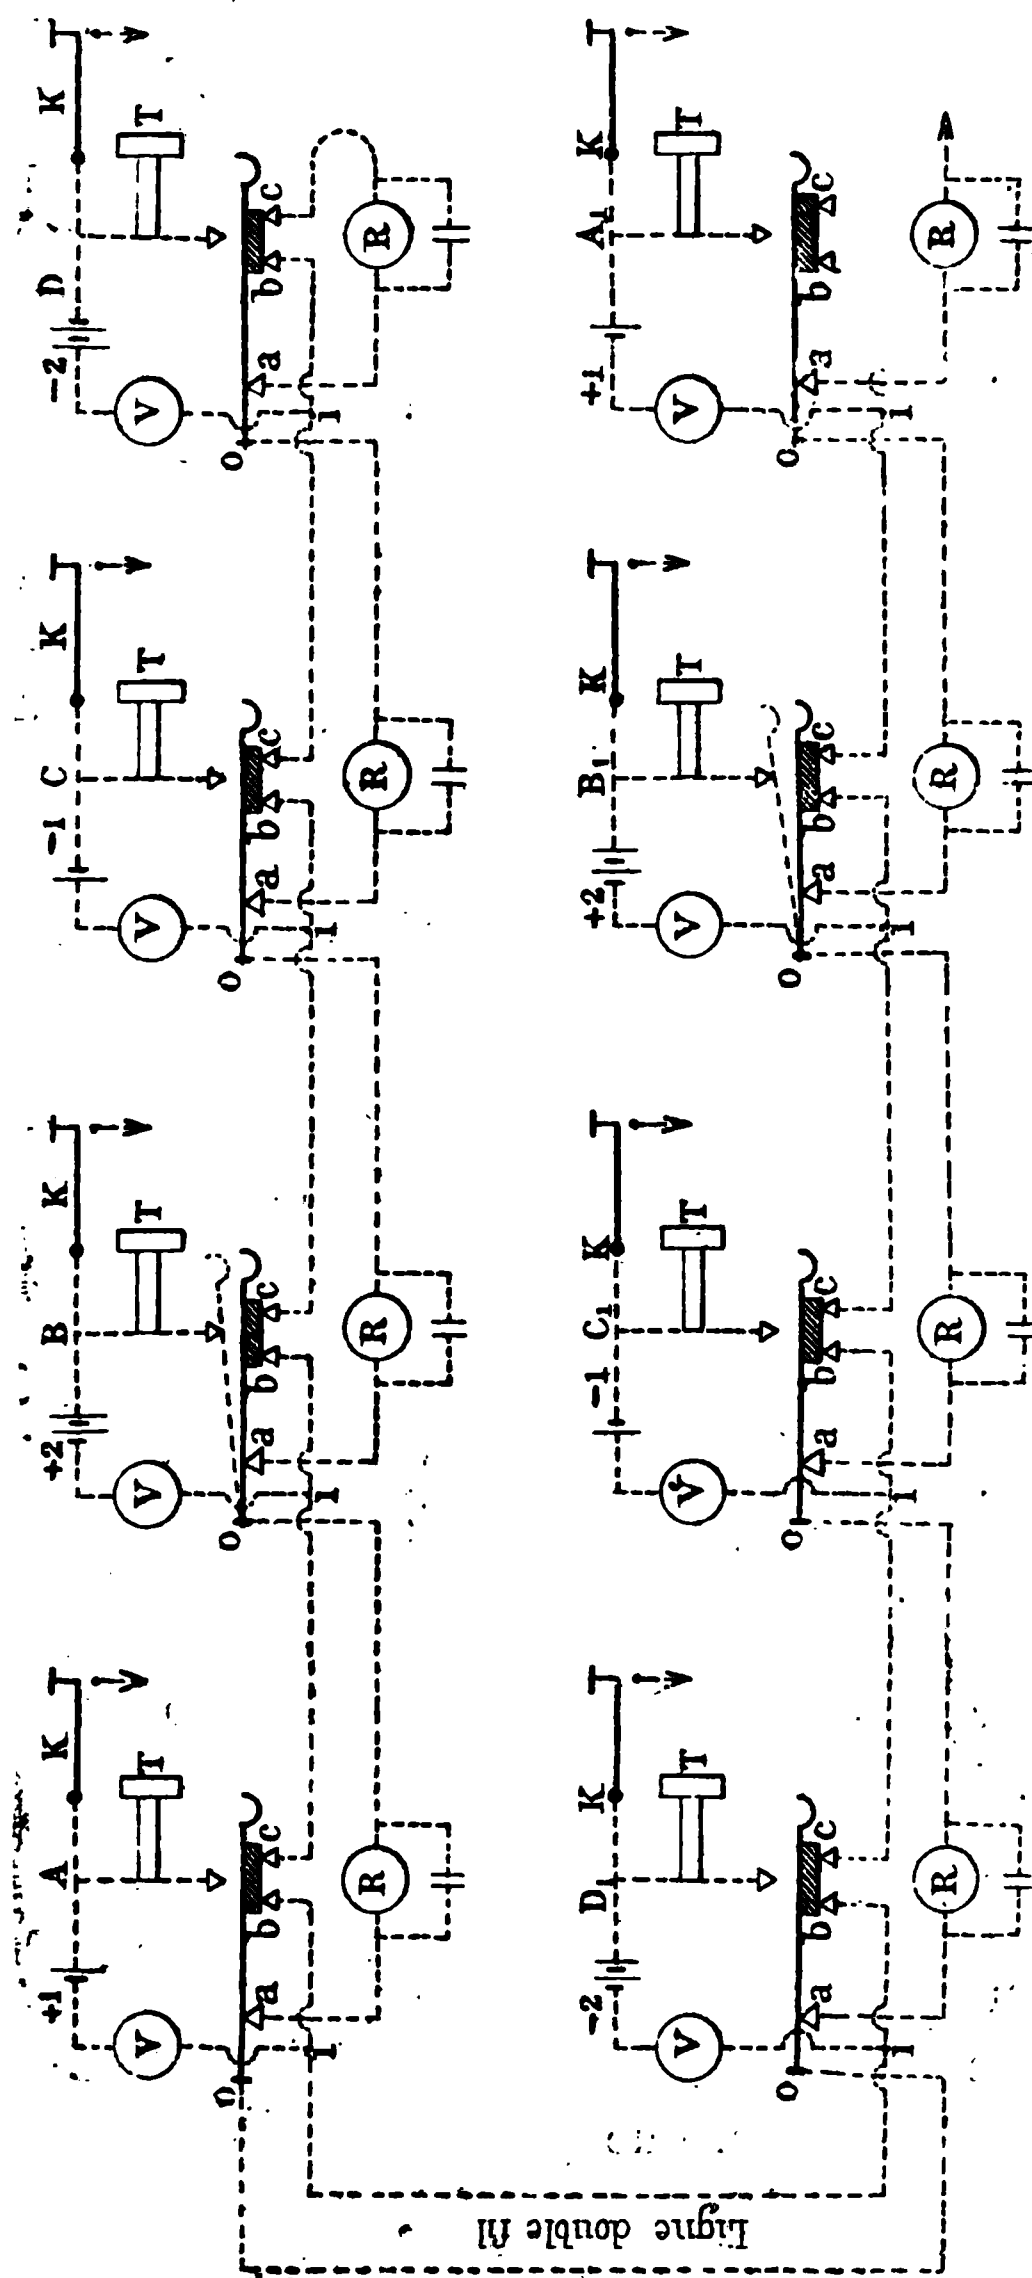 A B C D
+1 +2 -1 -2
K K K K
T T T T
V V V V
O a b c O a b c O a b c O a b c
1 1 1 1
R R R R
Ligne double fil
D₁ C₁ B₁ A₁
-2 -1 +2 +1
K K K K
T T T T
V V V V
O a b c O a b c O a b c O a b c
1 1 1 1
R R R R